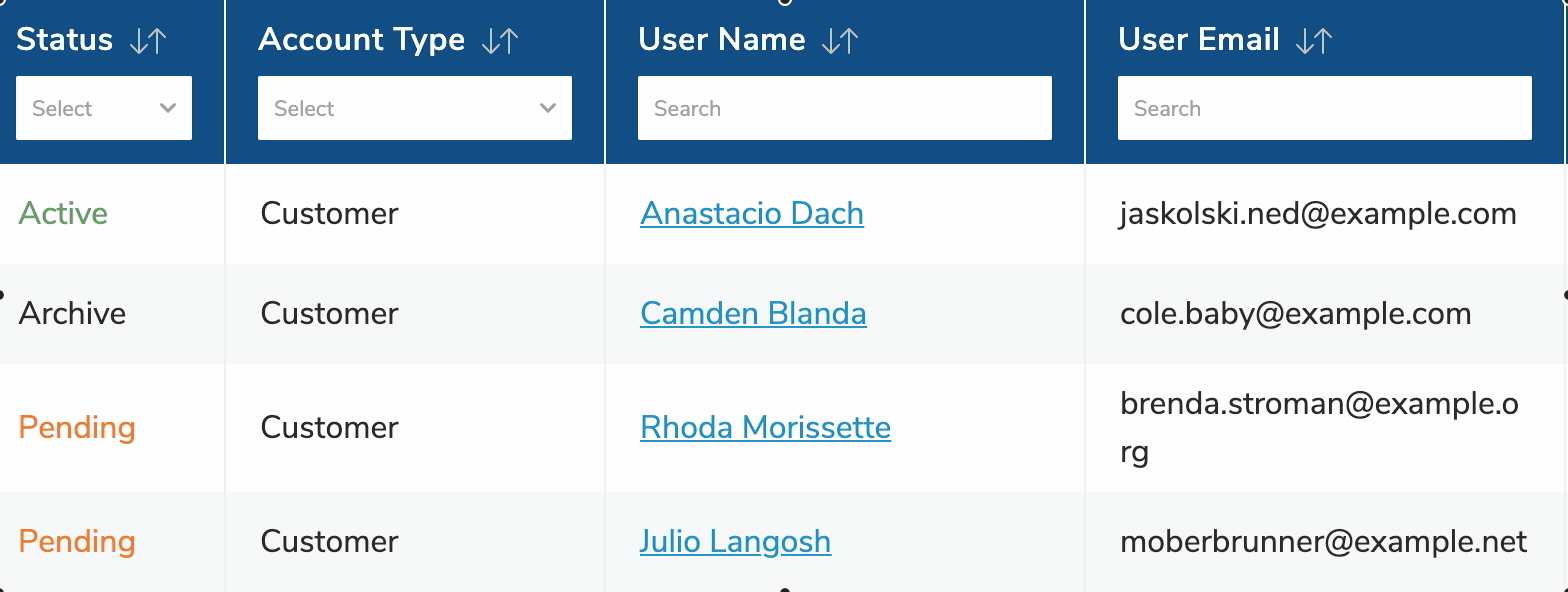 Status Account Type User Name User Email
Select Select Search Search
Active Customer Anastacio Dach jaskolski.ned@example.com
Archive Customer Camden Blanda cole.baby@example.com
Pending Customer Rhoda Morissette brenda.stroman@example.o
rg
Pending Customer Julio Langosh moberbrunner@example.net